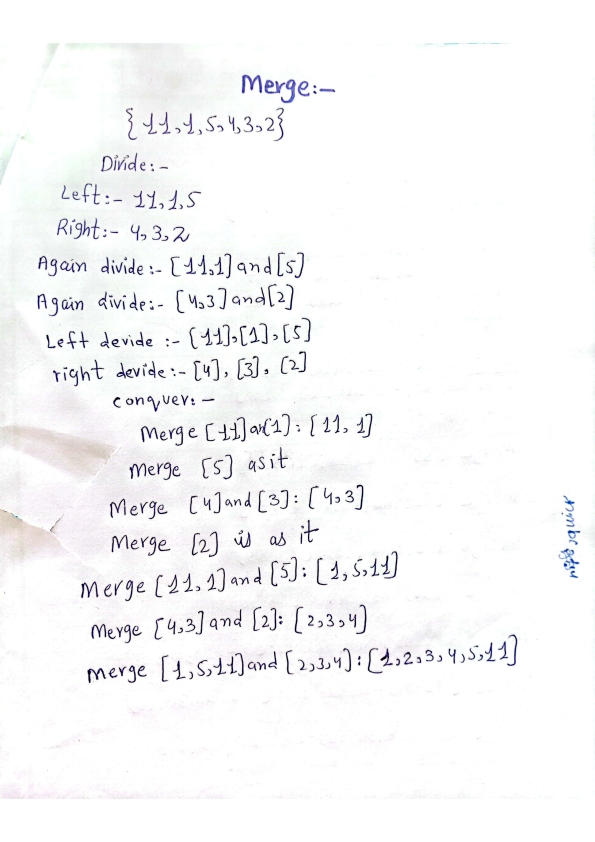 Merge:-
{11,1,5,4,3,2}
Divide:-
Left:- 11,1,5
Right:- 4,3,2
Again divide:- [11,1] and [5]
Again divide:- [4,3] and [2]
Left devide :- [11],[1],[5]
right devide:- [4], [3], [2]
conquer:-
Merge [11] an[1]: [11, 1]
Merge [5] as it
Merge [4] and [3]: [4,3]
Merge [2] is as it
Merge [11,1] and [5]: [1,5,11]
Merge [4,3] and [2]: [2,3,4]
Merge [1,5,11] and [2,3,4]: [1,2,3,4,5,11]